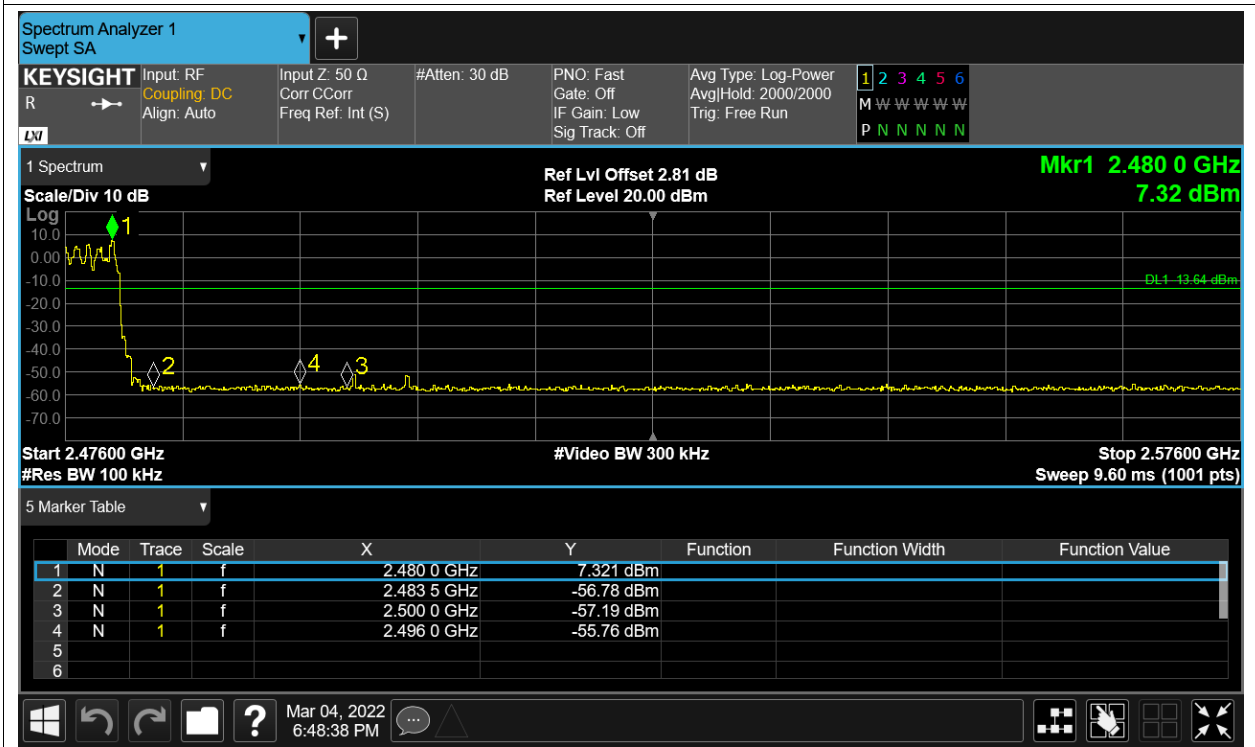 Spectrum Analyzer 1
Swept SA
+
KEYSIGHT Input: RF Input Z: 50 Ω #Atten: 30 dB PNO: Fast Avg Type: Log-Power 1 2 3 4 5 6
R Coupling: DC Corr CCorr Gate: Off Avg|Hold: 2000/2000 M W W W W W
Align: Auto Freq Ref: Int (S) IF Gain: Low Trig: Free Run
LXI Sig Track: Off P N N N N N
1 Spectrum Ref Lvl Offset 2.81 dB Mkr1 2.480 0 GHz
Scale/Div 10 dB Ref Level 20.00 dBm 7.32 dBm
Log
1
10.0
0.00
-10.0 DL1 -13.64 dBm
-20.0
-30.0
-40.0
-50.0 2 4 3
-60.0
-70.0
Start 2.47600 GHz #Video BW 300 kHz Stop 2.57600 GHz
#Res BW 100 kHz Sweep 9.60 ms (1001 pts)
5 Marker Table
Mode Trace Scale X Y Function Function Width Function Value
1 N 1 f 2.480 0 GHz 7.321 dBm
2 N 1 f 2.483 5 GHz -56.78 dBm
3 N 1 f 2.500 0 GHz -57.19 dBm
4 N 1 f 2.496 0 GHz -55.76 dBm
5
6
? Mar 04, 2022
6:48:38 PM